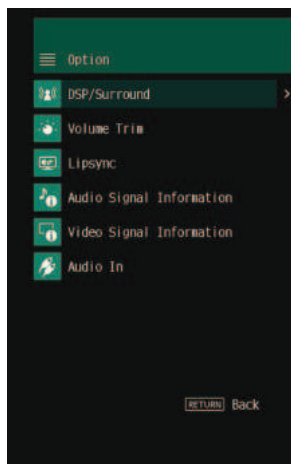 Option
DSP/Surround
Volume Trim
Lipsync
Audio Signal Information
Video Signal Information
Audio In
RETURN Back